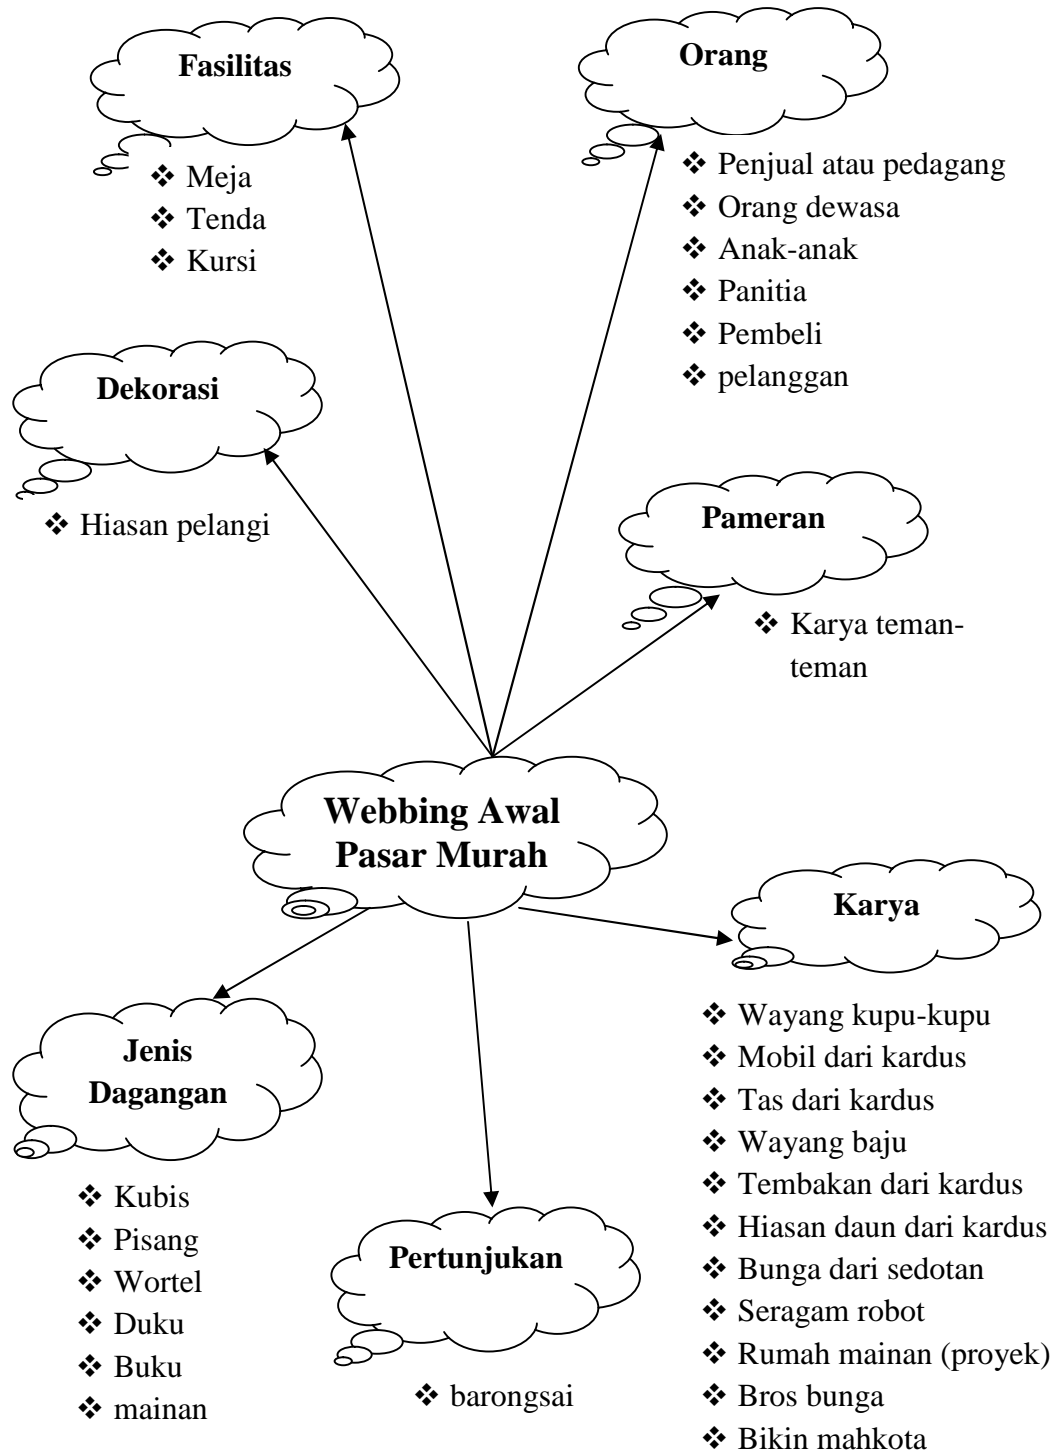 Fasilitas
❖ Meja
❖ Tenda
❖ Kursi
Orang
❖ Penjual atau pedagang
❖ Orang dewasa
❖ Anak-anak
❖ Panitia
❖ Pembeli
❖ pelanggan
Dekorasi
❖ Hiasan pelangi
Pameran
❖ Karya teman-
teman
Webbing Awal
Pasar Murah
Karya
❖ Wayang kupu-kupu
❖ Mobil dari kardus
❖ Tas dari kardus
❖ Wayang baju
❖ Tembakan dari kardus
❖ Hiasan daun dari kardus
❖ Bunga dari sedotan
❖ Seragam robot
❖ Rumah mainan (proyek)
❖ Bros bunga
❖ Bikin mahkota
Jenis
Dagangan
❖ Kubis
❖ Pisang
❖ Wortel
❖ Duku
❖ Buku
❖ mainan
Pertunjukan
❖ barongsai